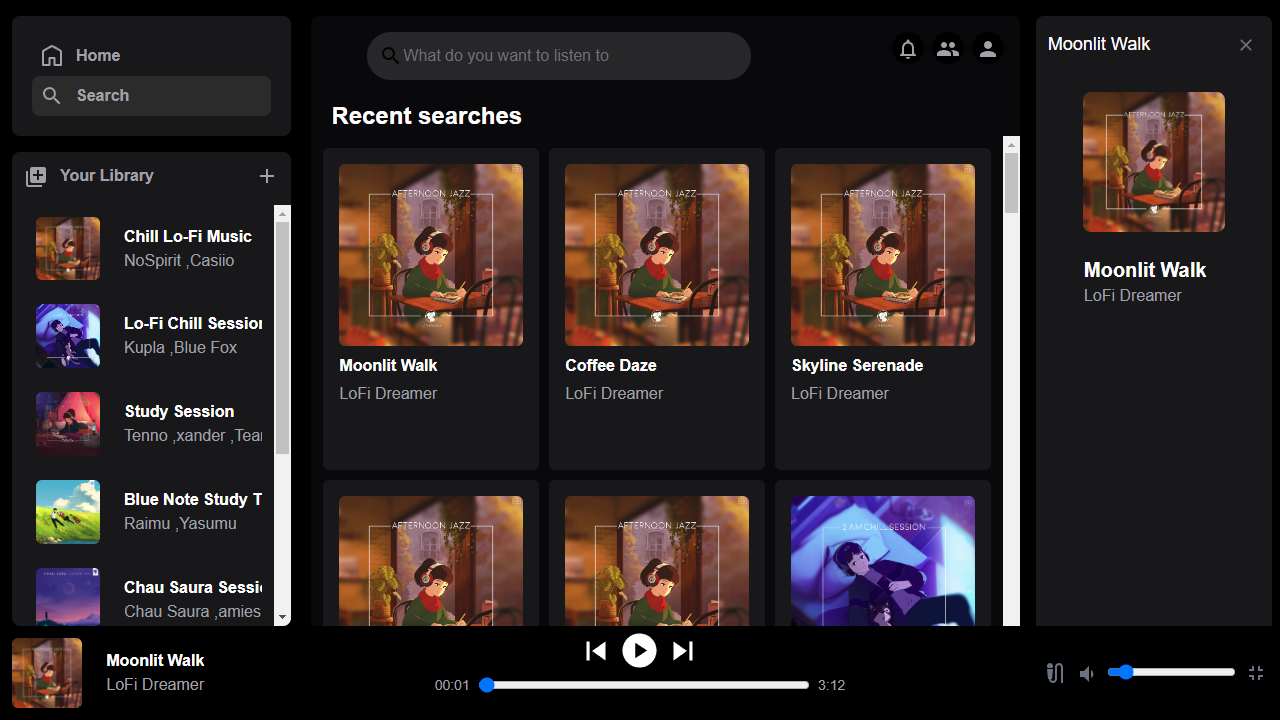 Home
Search
Your Library
Chill Lo-Fi Music
NoSpirit ,Casiio
Lo-Fi Chill Session
Kupla ,Blue Fox
Study Session
Tenno ,xander ,Tear
Blue Note Study T
Raimu ,Yasumu
CHAU SAURA
Chau Saura Sessio
Chau Saura ,amies
What do you want to listen to
Recent searches
AFTERNOON JAZZ
Moonlit Walk
LoFi Dreamer
AFTERNOON JAZZ
Coffee Daze
LoFi Dreamer
AFTERNOON JAZZ
Skyline Serenade
LoFi Dreamer
AFTERNOON JAZZ
AFTERNOON JAZZ
2 AM CHILL SESSION
Moonlit Walk
AFTERNOON JAZZ
Moonlit Walk
LoFi Dreamer
Moonlit Walk
LoFi Dreamer
00:01
3:12